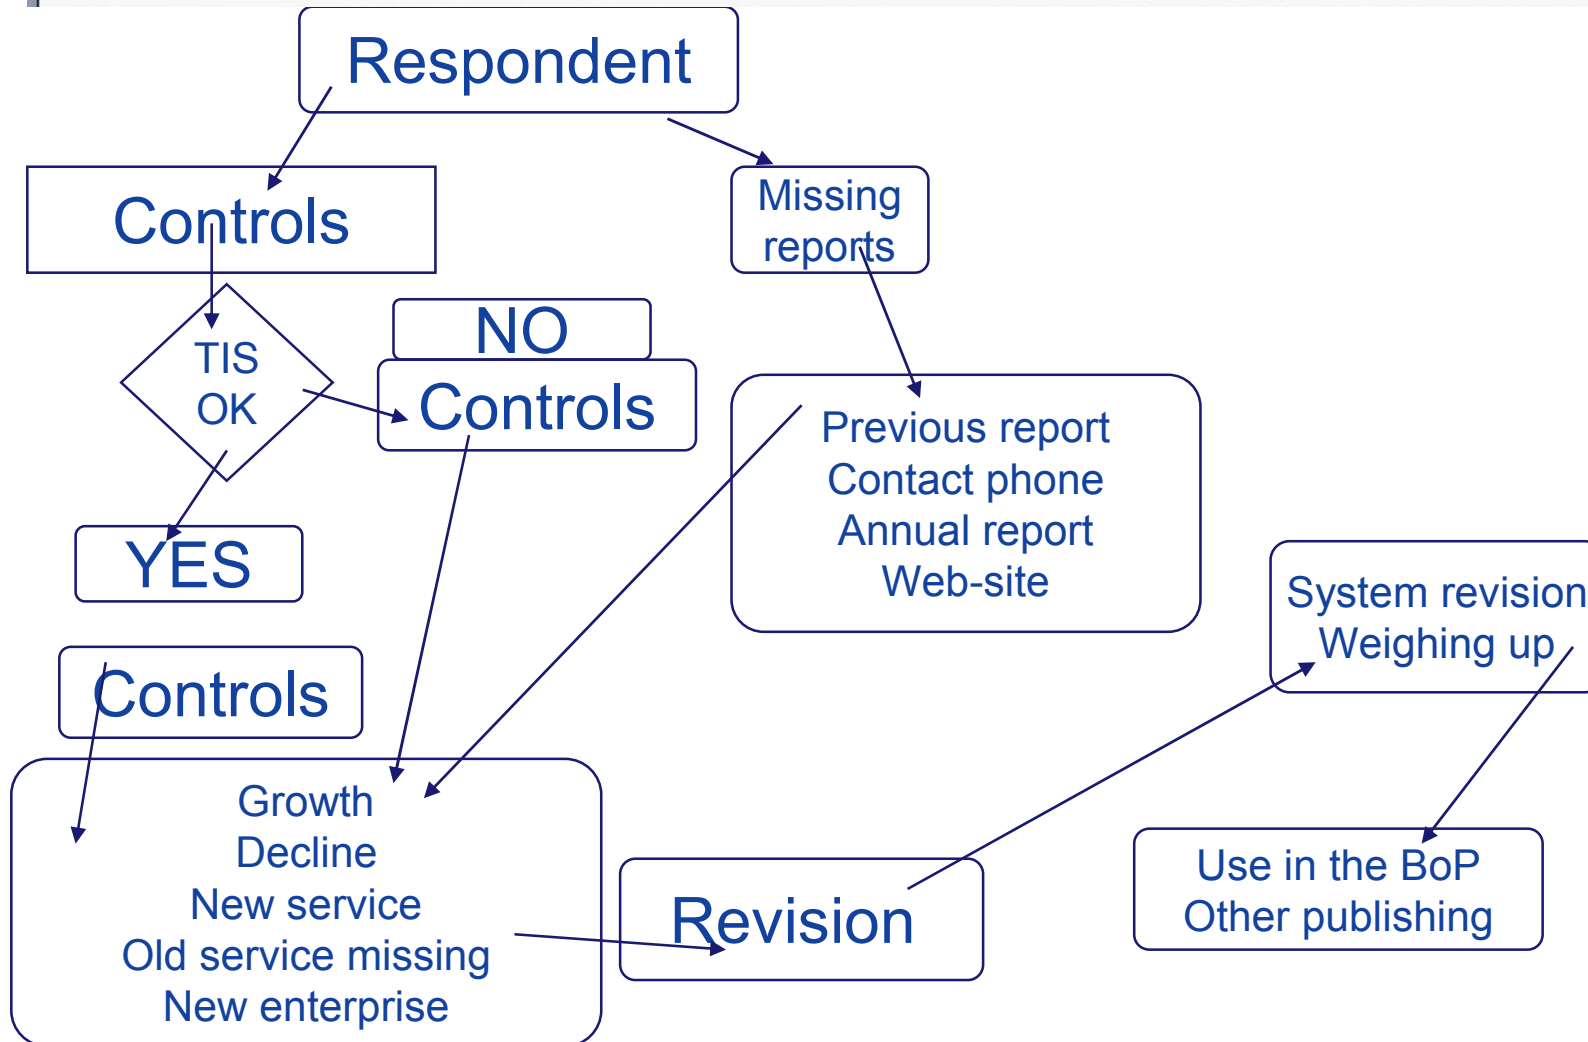 Respondent
Controls
Missing
reports
NO
TIS
OK
Controls
Previous report
Contact phone
Annual report
Web-site
YES
System revision
Weighing up
Controls
Growth
Decline
New service
Old service missing
New enterprise
Revision
Use in the BoP
Other publishing